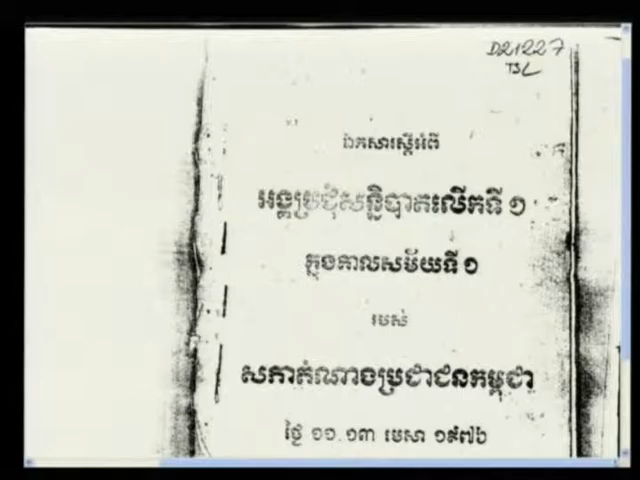 D21227
TSL
ឯកសារស្តីអំពី
អង្គប្រជុំសន្និបាតលើកទី ១
ក្នុងកាលសម័យទី ១
របស់
សភាតំណាងប្រជាជនកម្ពុជា
ថ្ងៃ ១១.១៣ មេសា ១៩៧៦